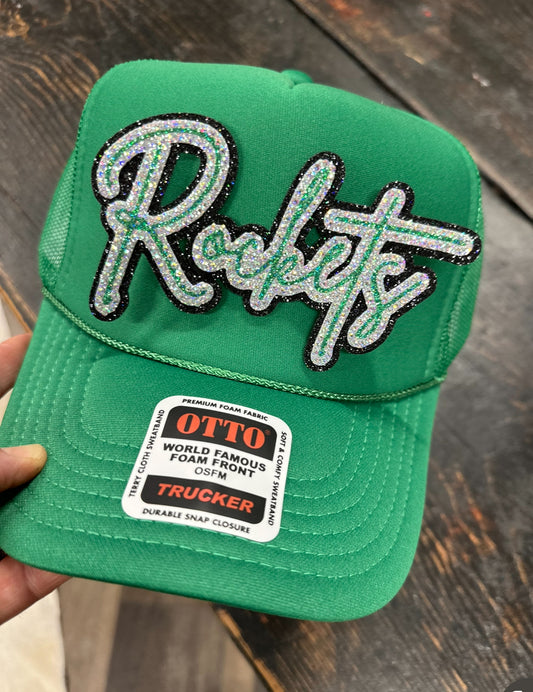 Rockets
PREMIUM FOAM FABRIC
OTTO
WORLD FAMOUS
FOAM FRONT
OSFM
TRUCKER
DURABLE SNAP CLOSURE
TERRY CLOTH SWEATBAND
SOFT & COMFY SWEATBAND